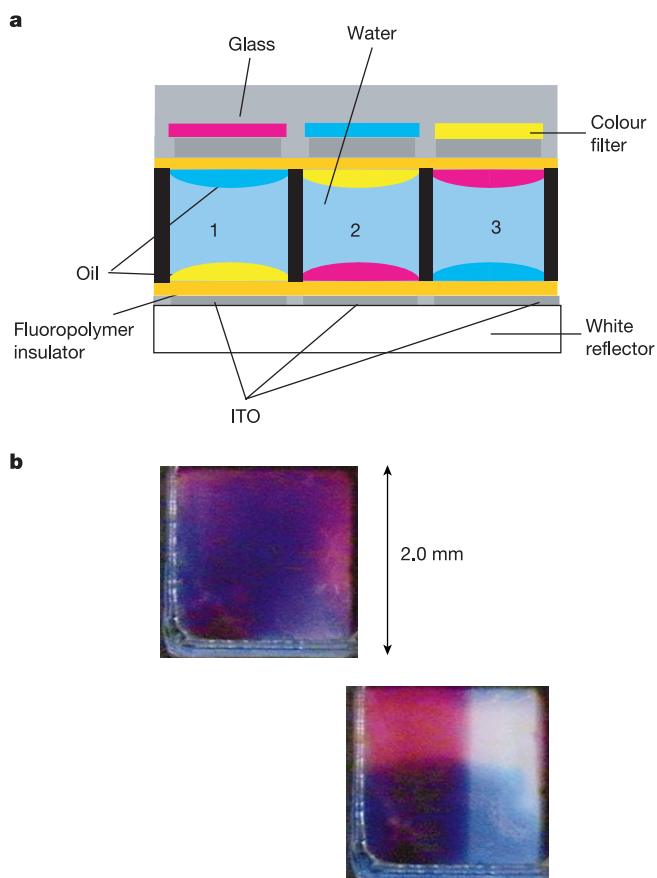 a
Glass
Water
Colour
filter
1
2
3
Oil
Fluoropolymer
insulator
White
reflector
ITO
b
2.0 mm